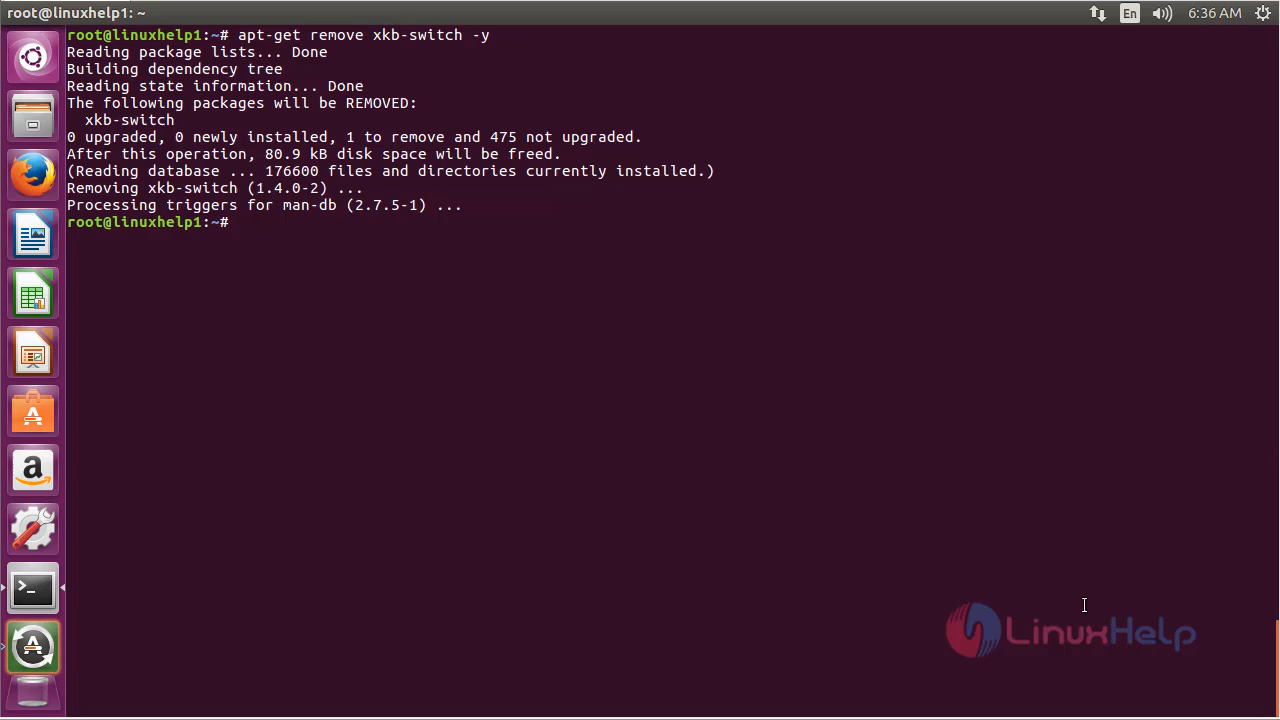 root@linuxhelp1: ~
En
6:36 AM
root@linuxhelp1:~# apt-get remove xkb-switch -y
Reading package lists... Done
Building dependency tree
Reading state information... Done
The following packages will be REMOVED:
  xkb-switch
0 upgraded, 0 newly installed, 1 to remove and 475 not upgraded.
After this operation, 80.9 kB disk space will be freed.
(Reading database ... 176600 files and directories currently installed.)
Removing xkb-switch (1.4.0-2) ...
Processing triggers for man-db (2.7.5-1) ...
root@linuxhelp1:~#
LinuxHelp